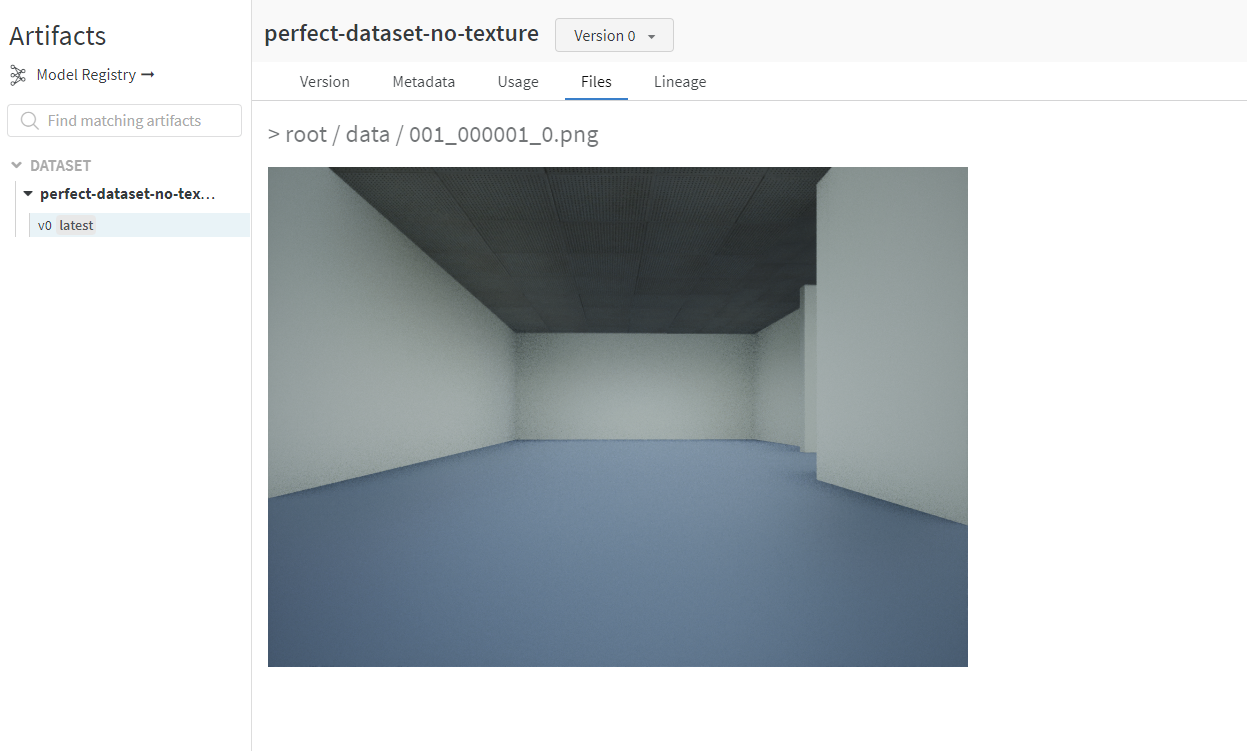 Artifacts
Model Registry →
Find matching artifacts
DATASET
perfect-dataset-no-tex...
v0 latest
perfect-dataset-no-texture
Version 0
Version Metadata Usage Files Lineage
> root / data / 001_000001_0.png